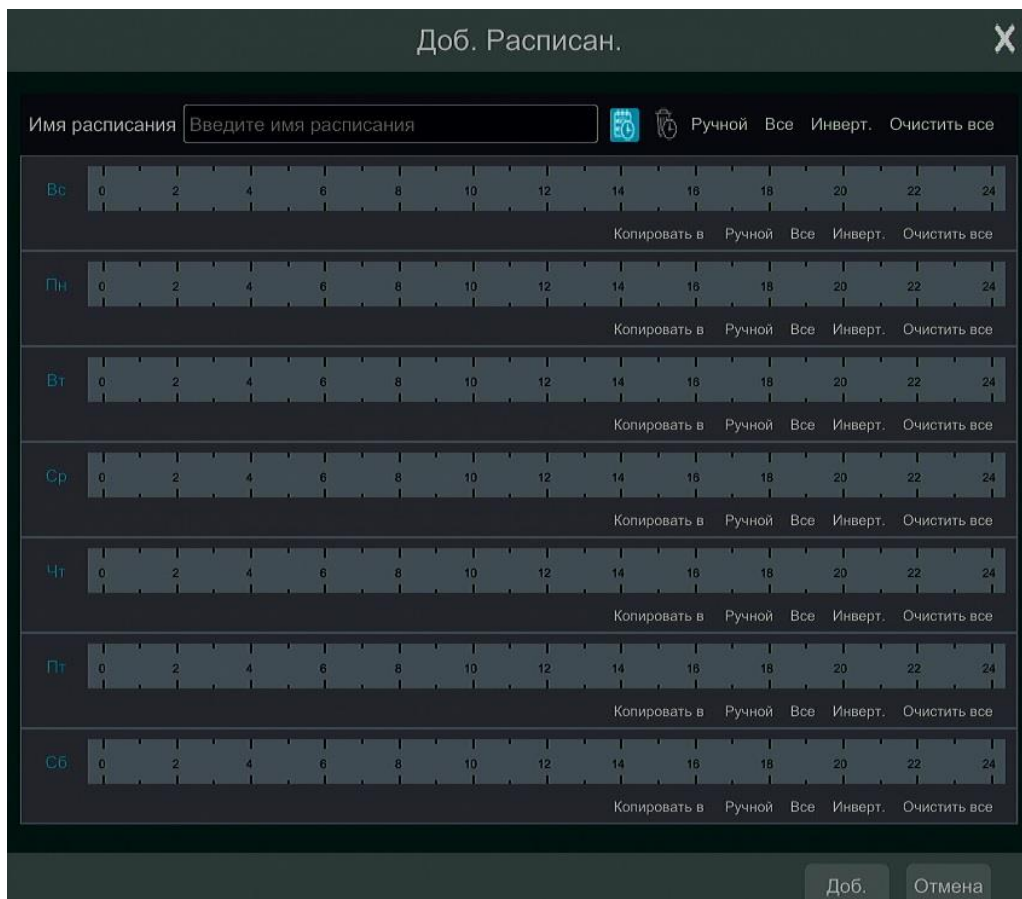 Доб. Расписан. X
Имя расписания Введите имя расписания Ручной Все Инверт. Очистить все
Вс 0 2 4 6 8 10 12 14 16 18 20 22 24
Копировать в Ручной Все Инверт. Очистить все
Пн 0 2 4 6 8 10 12 14 16 18 20 22 24
Копировать в Ручной Все Инверт. Очистить все
Вт 0 2 4 6 8 10 12 14 16 18 20 22 24
Копировать в Ручной Все Инверт. Очистить все
Ср 0 2 4 6 8 10 12 14 16 18 20 22 24
Копировать в Ручной Все Инверт. Очистить все
Чт 0 2 4 6 8 10 12 14 16 18 20 22 24
Копировать в Ручной Все Инверт. Очистить все
Пт 0 2 4 6 8 10 12 14 16 18 20 22 24
Копировать в Ручной Все Инверт. Очистить все
Сб 0 2 4 6 8 10 12 14 16 18 20 22 24
Копировать в Ручной Все Инверт. Очистить все
Доб. Отмена